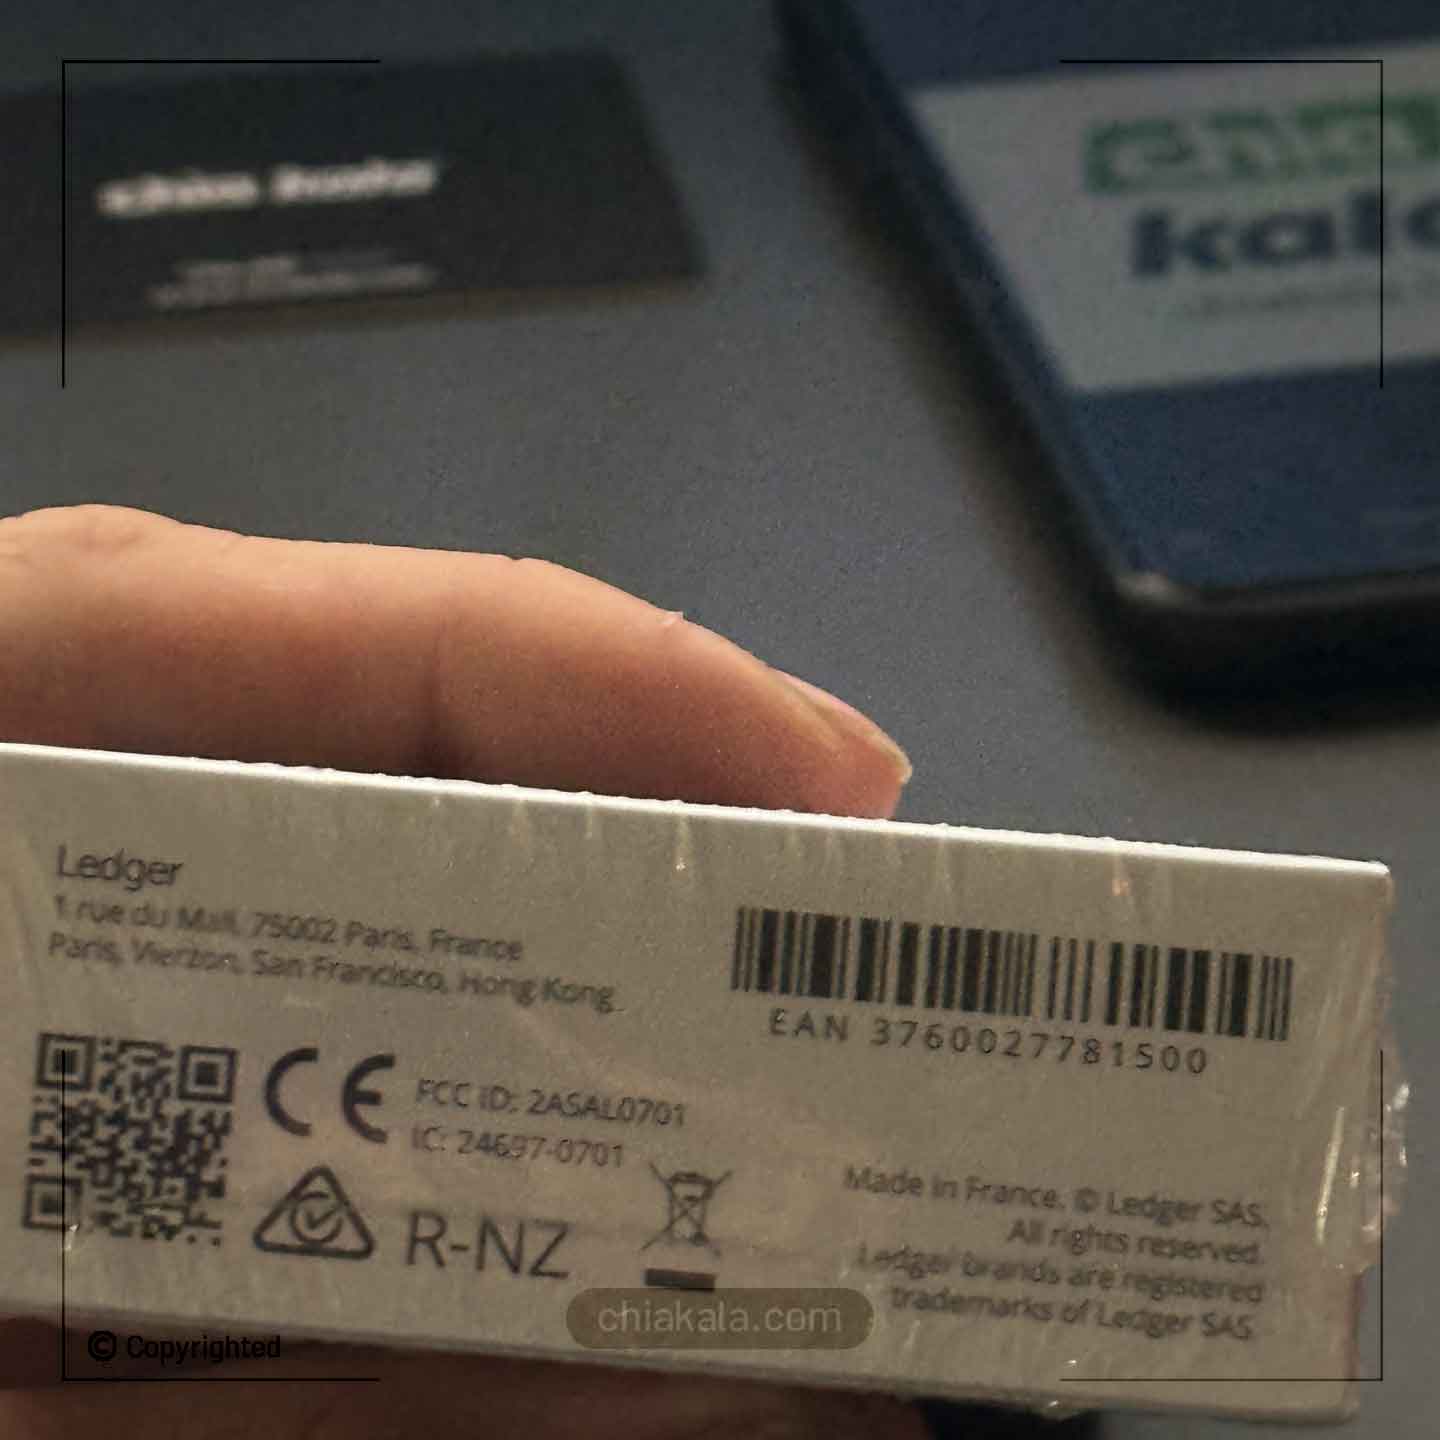 kala
Ledger
1 rue du Mail, 75002 Paris, France
Paris, Vierzon, San Francisco, Hong Kong
EAN 3760027781500
CE
FCC ID: 2ASAL0701
IC: 24697-0701
R-NZ
Made in France. © Ledger SAS.
All rights reserved.
Ledger brands are registered
trademarks of Ledger SAS
chiakala.com
© Copyrighted